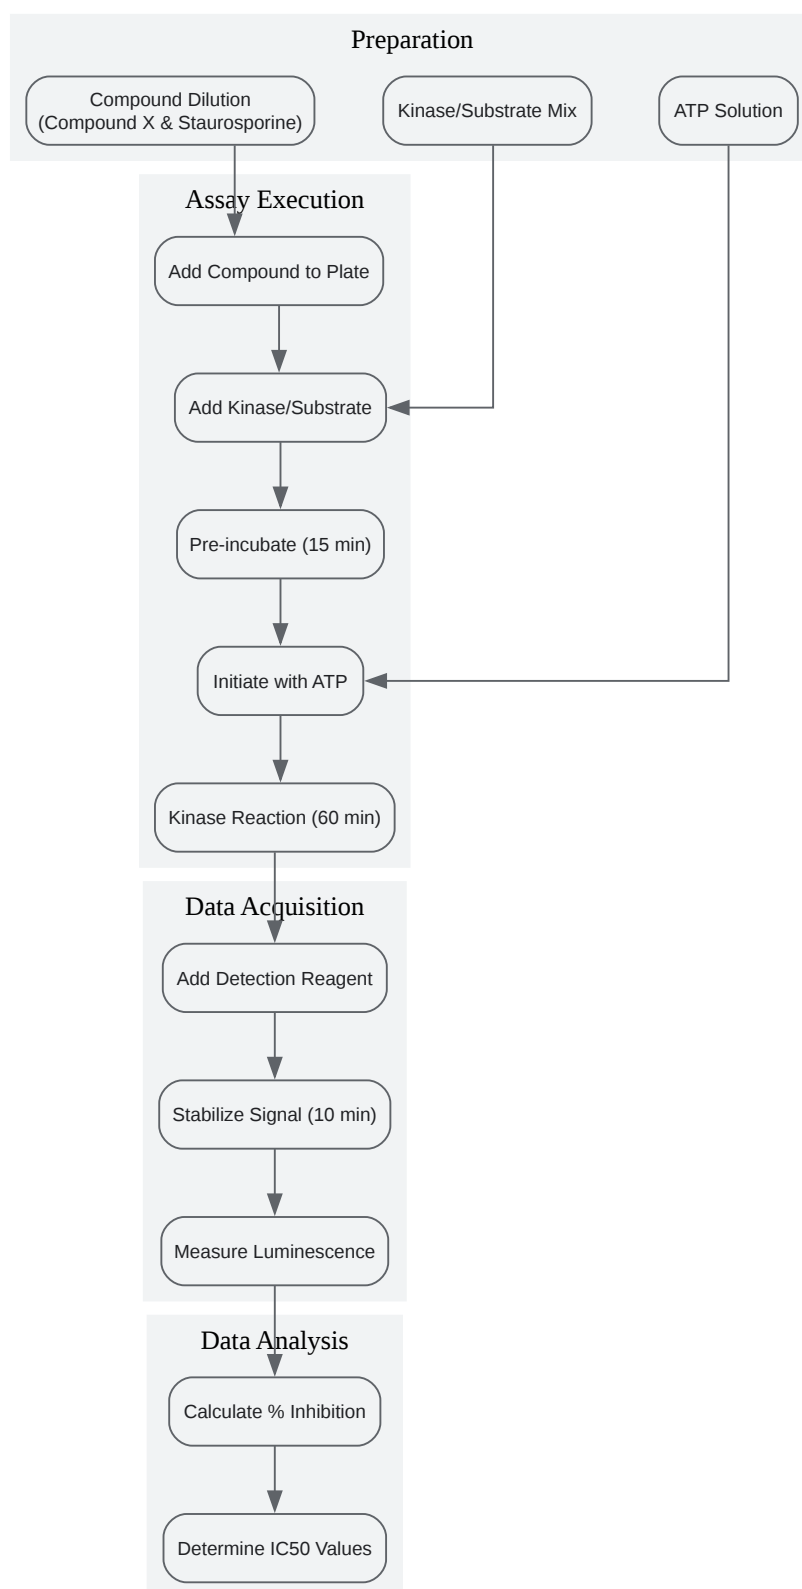 Preparation
Compound Dilution
(Compound X & Staurosporine)
Kinase/Substrate Mix
ATP Solution
Assay Execution
Add Compound to Plate
Add Kinase/Substrate
Pre-incubate (15 min)
Initiate with ATP
Kinase Reaction (60 min)
Data Acquisition
Add Detection Reagent
Stabilize Signal (10 min)
Measure Luminescence
Data Analysis
Calculate % Inhibition
Determine IC50 Values